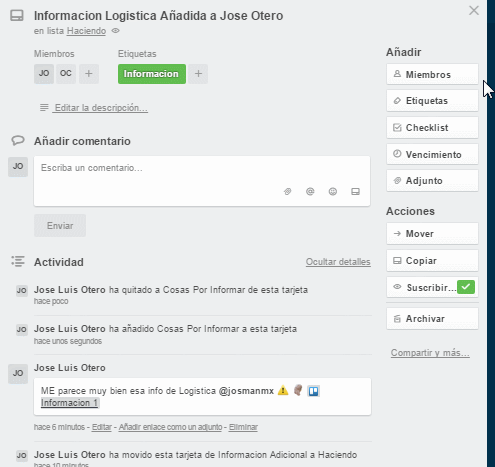 Informacion Logistica Añadida a Jose Otero
en lista Haciendo
Miembros
JO OC +
Etiquetas
Informacion +
Editar la descripción...
Añadir comentario
JO
Escriba un comentario...
@
Enviar
Actividad
Ocultar detalles
JO Jose Luis Otero ha quitado a Cosas Por Informar de esta tarjeta
hace poco
JO Jose Luis Otero ha añadido Cosas Por Informar a esta tarjeta
hace unos segundos
JO Jose Luis Otero
ME parece muy bien esa info de Logistica @josmanmx
Informacion 1
hace 6 minutos - Editar - Añadir enlace como un adjunto - Eliminar
JO Jose Luis Otero ha movido esta tarjeta de Informacion Adicional a Haciendo
hace 10 minutos
Añadir
Miembros
Etiquetas
Checklist
Vencimiento
Adjunto
Acciones
Mover
Copiar
Suscribir...
Archivar
Compartir y más...